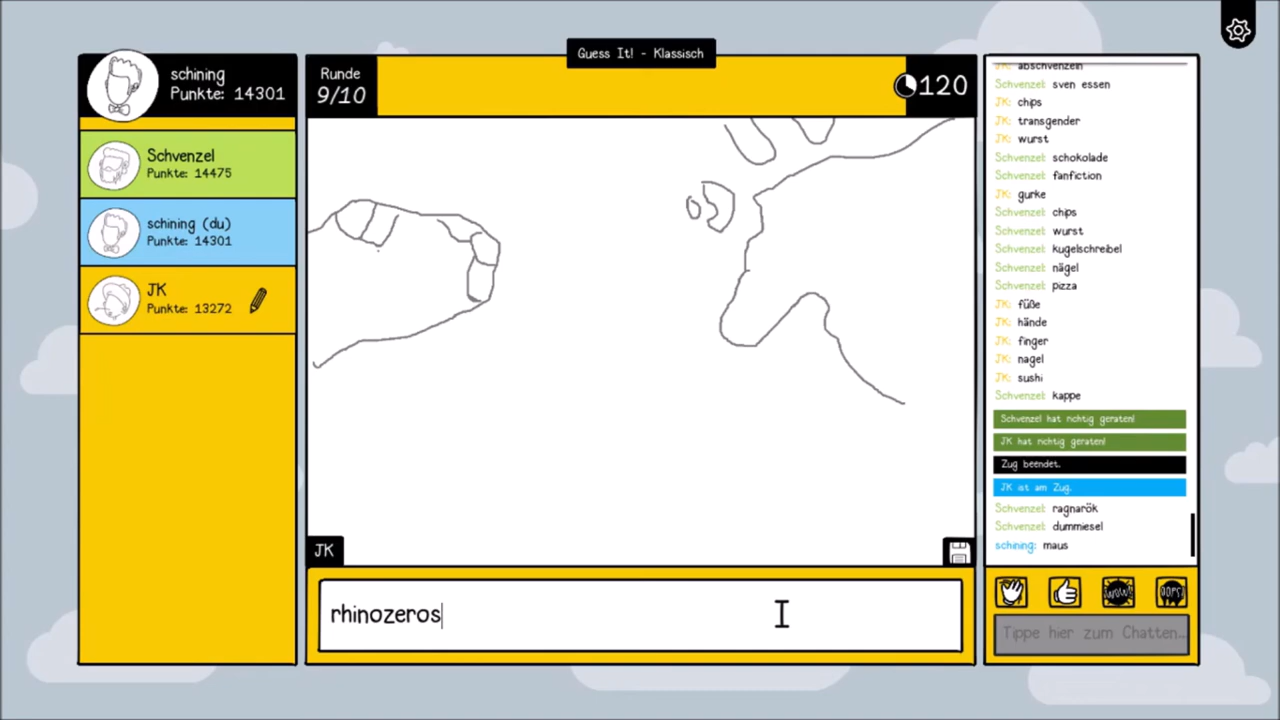 Guess It! - Klassisch
schining
Punkte: 14301
Runde
9/10
120
Schvenzel
Punkte: 14475
schining (du)
Punkte: 14301
JK
Punkte: 13272
JK: abschvenzeln
Schvenzel: sven essen
JK: chips
JK: transgender
JK: wurst
Schvenzel: schokolade
Schvenzel: fanfiction
JK: gurke
Schvenzel: chips
Schvenzel: wurst
Schvenzel: kugelschreibel
Schvenzel: nägel
Schvenzel: pizza
JK: füße
JK: hände
JK: finger
JK: nagel
JK: sushi
Schvenzel: kappe
Schvenzel hat richtig geraten!
JK hat richtig geraten!
Zug beendet.
JK ist am Zug.
Schvenzel: ragnarök
Schvenzel: dummiesel
schining: maus
JK
rhinozeros
WOW!
OOPS!
Tippe hier zum Chatten...